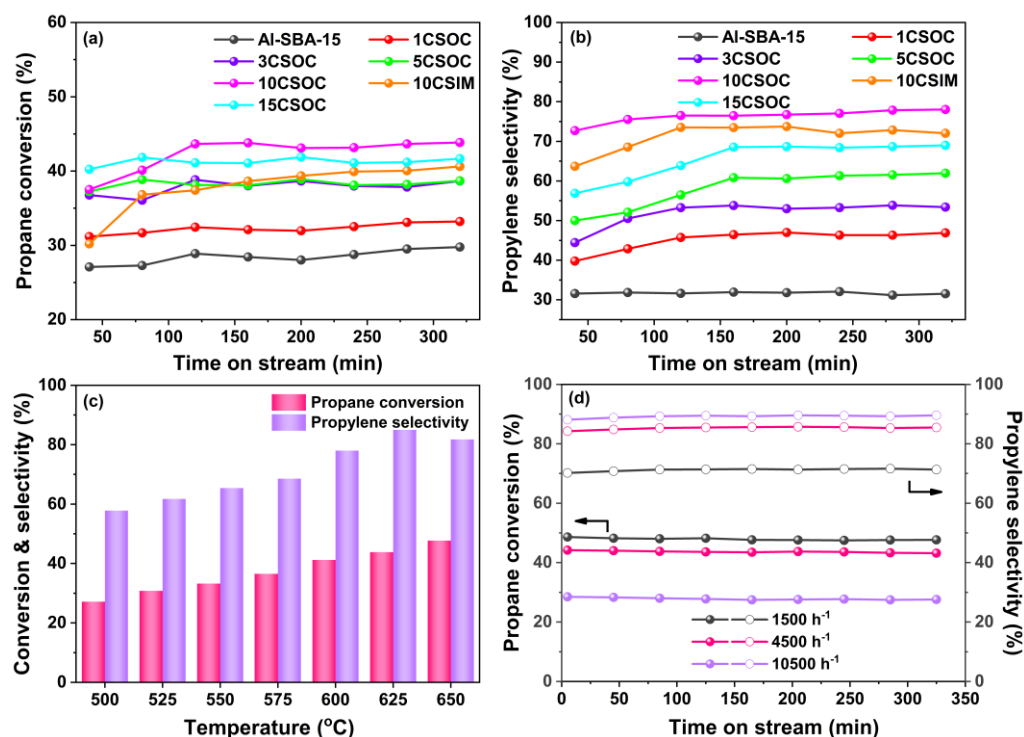 (a)
Al-SBA-15 1CSOC
3CSOC 5CSOC
10CSOC 10CSIM
15CSOC
Propane conversion (%)
60
50
40
30
20
50 100 150 200 250 300
Time on stream (min)
(b)
Al-SBA-15 1CSOC
3CSOC 5CSOC
10CSOC 10CSIM
15CSOC
Propylene selectivity (%)
100
90
80
70
60
50
40
30
50 100 150 200 250 300
Time on stream (min)
(c)
Propane conversion
Propylene selectivity
Conversion & selectivity (%)
100
80
60
40
20
0
500 525 550 575 600 625 650
Temperature (°C)
(d)
Propane conversion (%)
100
90
80
70
60
50
40
30
20
10
0
1500 h⁻¹
4500 h⁻¹
10500 h⁻¹
100
80
60
40
20
0
Propylene selectivity (%)
0 50 100 150 200 250 300 350
Time on stream (min)